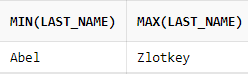 MIN(LAST_NAME) MAX(LAST_NAME)
Abel Zlotkey